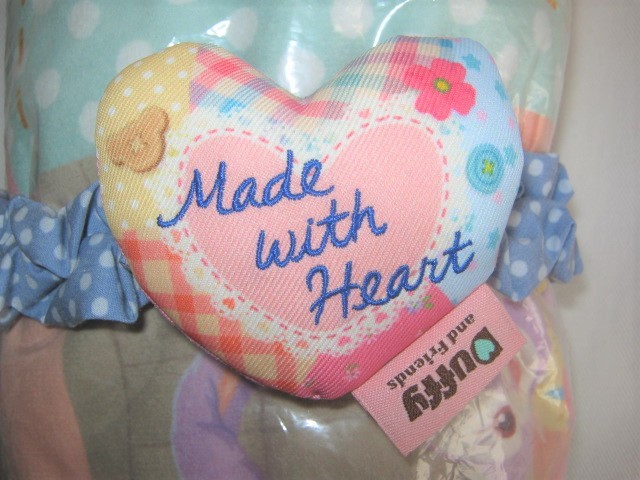 Made
with
Heart
Duffy
and Friends